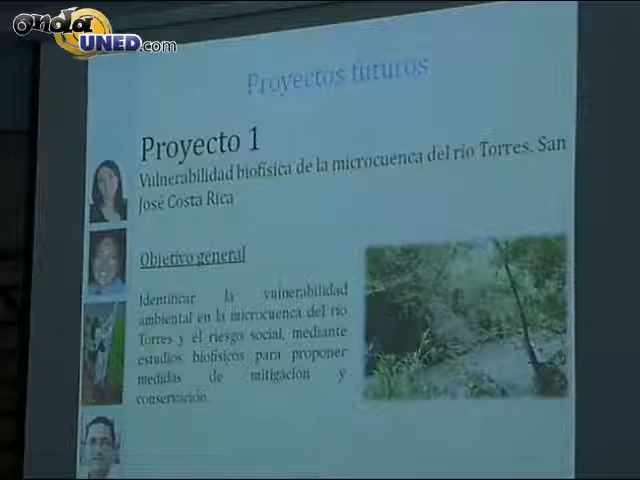 onda
UNED.com
Proyectos futuros
Proyecto 1
Vulnerabilidad biofísica de la microcuenca del río Torres. San
José Costa Rica
Objetivo general
Identificar la vulnerabilidad
ambiental en la microcuenca del río
Torres y el riesgo social, mediante
estudios biofísicos para proponer
medidas de mitigación y
conservación.